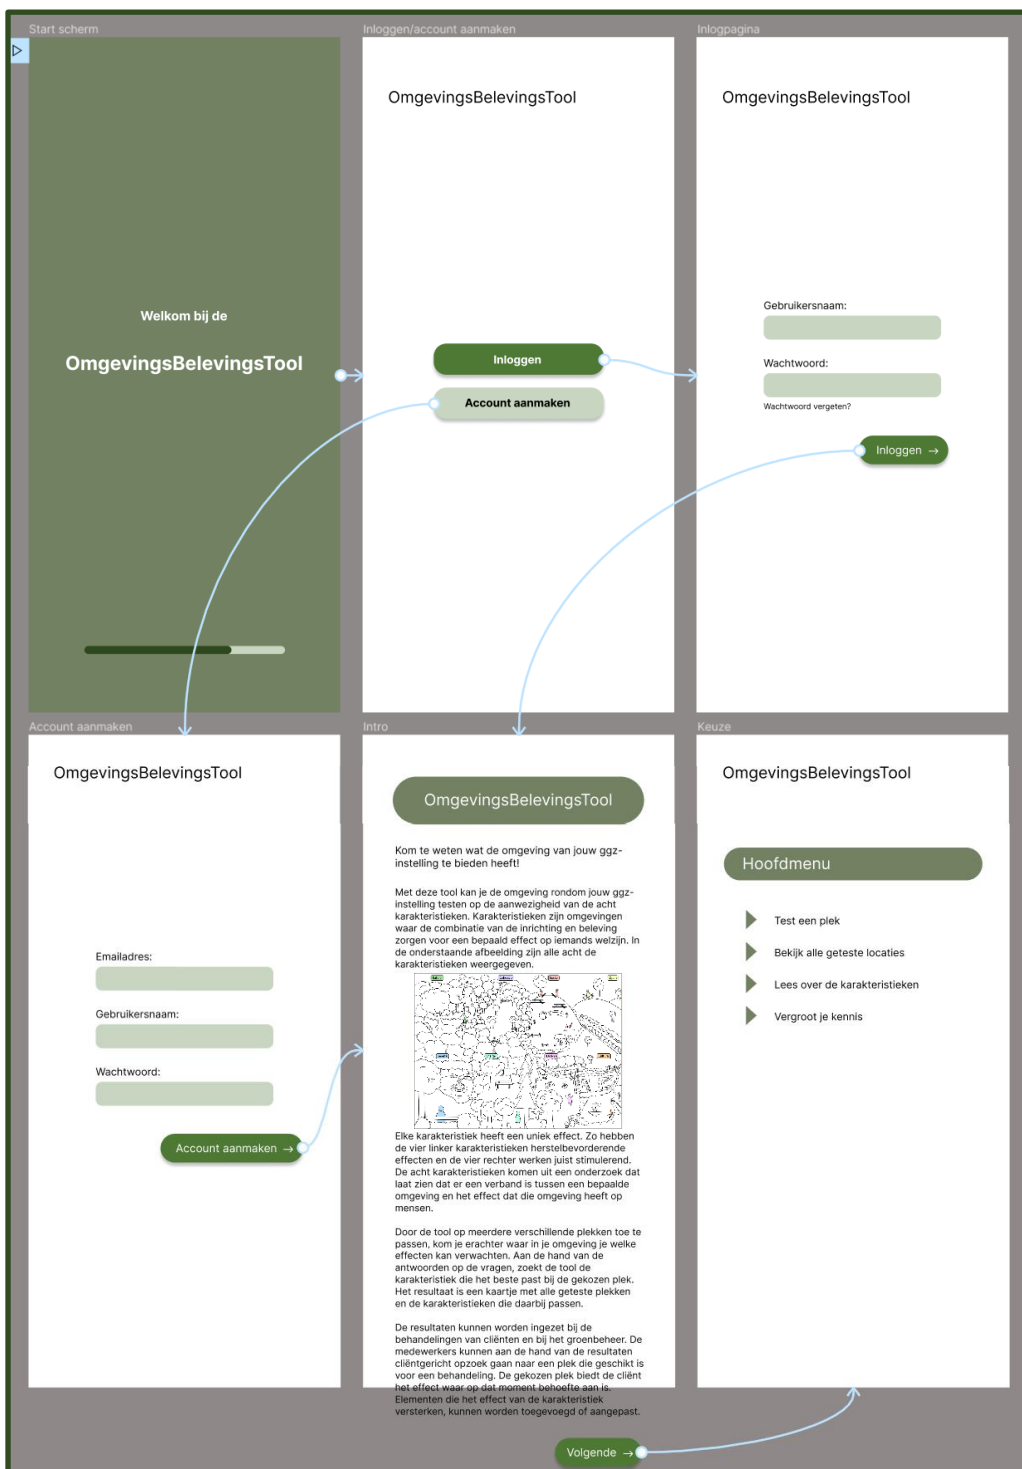 Start scherm
Welkom bij de
OmgevingsBelevingsTool
Inloggen/account aanmaken
OmgevingsBelevingsTool
Inloggen
Account aanmaken
Inlogpagina
OmgevingsBelevingsTool
Gebruikersnaam:
Wachtwoord:
Wachtwoord vergeten?
Inloggen →
Account aanmaken
OmgevingsBelevingsTool
Emailadres:
Gebruikersnaam:
Wachtwoord:
Account aanmaken →
Intro
OmgevingsBelevingsTool
Kom te weten wat de omgeving van jouw ggz-
instelling te bieden heeft!
Met deze tool kan je de omgeving rondom jouw ggz-
instelling testen op de aanwezigheid van de acht
karakteristieken. Karakteristieken zijn omgevingen
waar de combinatie van de inrichting en beleving
zorgen voor een bepaald effect op iemands welzijn. In
de onderstaande afbeelding zijn alle acht de
karakteristieken weergegeven.
Elke karakteristiek heeft een uniek effect. Zo hebben
de vier linker karakteristieken herstelbevorderende
effecten en de vier rechter werken juist stimulerend.
De acht karakteristieken komen uit een onderzoek dat
laat zien dat er een verband is tussen een bepaalde
omgeving en het effect dat die omgeving heeft op
mensen.
Door de tool op meerdere verschillende plekken toe te
passen, kom je erachter waar in je omgeving je welke
effecten kan verwachten. Aan de hand van de
antwoorden op de vragen, zoekt de tool de
karakteristiek die het beste past bij de gekozen plek.
Het resultaat is een kaartje met alle geteste plekken
en de karakteristieken die daarbij passen.
De resultaten kunnen worden ingezet bij de
behandelingen van cliënten en bij het groenbeheer. De
medewerkers kunnen aan de hand van de resultaten
cliëntgericht opzoek gaan naar een plek die geschikt is
voor een behandeling. De gekozen plek biedt de cliënt
het effect waar op dat moment behoefte aan is.
Elementen die het effect van de karakteristiek
versterken, kunnen worden toegevoegd of aangepast.
Volgende →
Keuze
OmgevingsBelevingsTool
Hoofdmenu
Test een plek
Bekijk alle geteste locaties
Lees over de karakteristieken
Vergroot je kennis